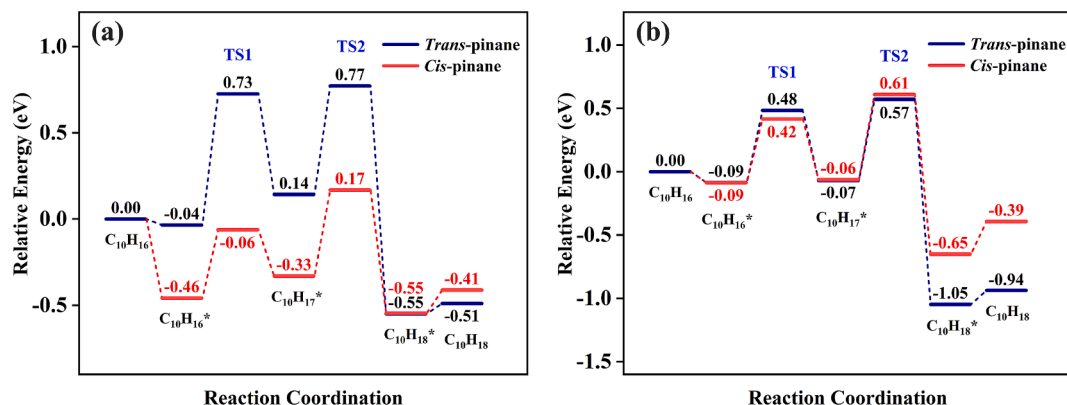 (a)
TS1
TS2
Trans-pinane
Cis-pinane
1.0
0.5
0.0
-0.5
Relative Energy (eV)
0.00
-0.04
0.73
0.14
0.77
-0.55
-0.51
-0.46
-0.06
-0.33
0.17
-0.55
-0.41
C₁₀H₁₆
C₁₀H₁₆*
C₁₀H₁₇*
C₁₀H₁₈*
C₁₀H₁₈
Reaction Coordination
(b)
TS1
TS2
Trans-pinane
Cis-pinane
1.0
0.5
0.0
-0.5
-1.0
-1.5
Relative Energy (eV)
0.00
-0.09
0.48
-0.07
0.57
-1.05
-0.94
-0.09
0.42
-0.06
0.61
-0.65
-0.39
C₁₀H₁₆
C₁₀H₁₆*
C₁₀H₁₇*
C₁₀H₁₈*
C₁₀H₁₈
Reaction Coordination